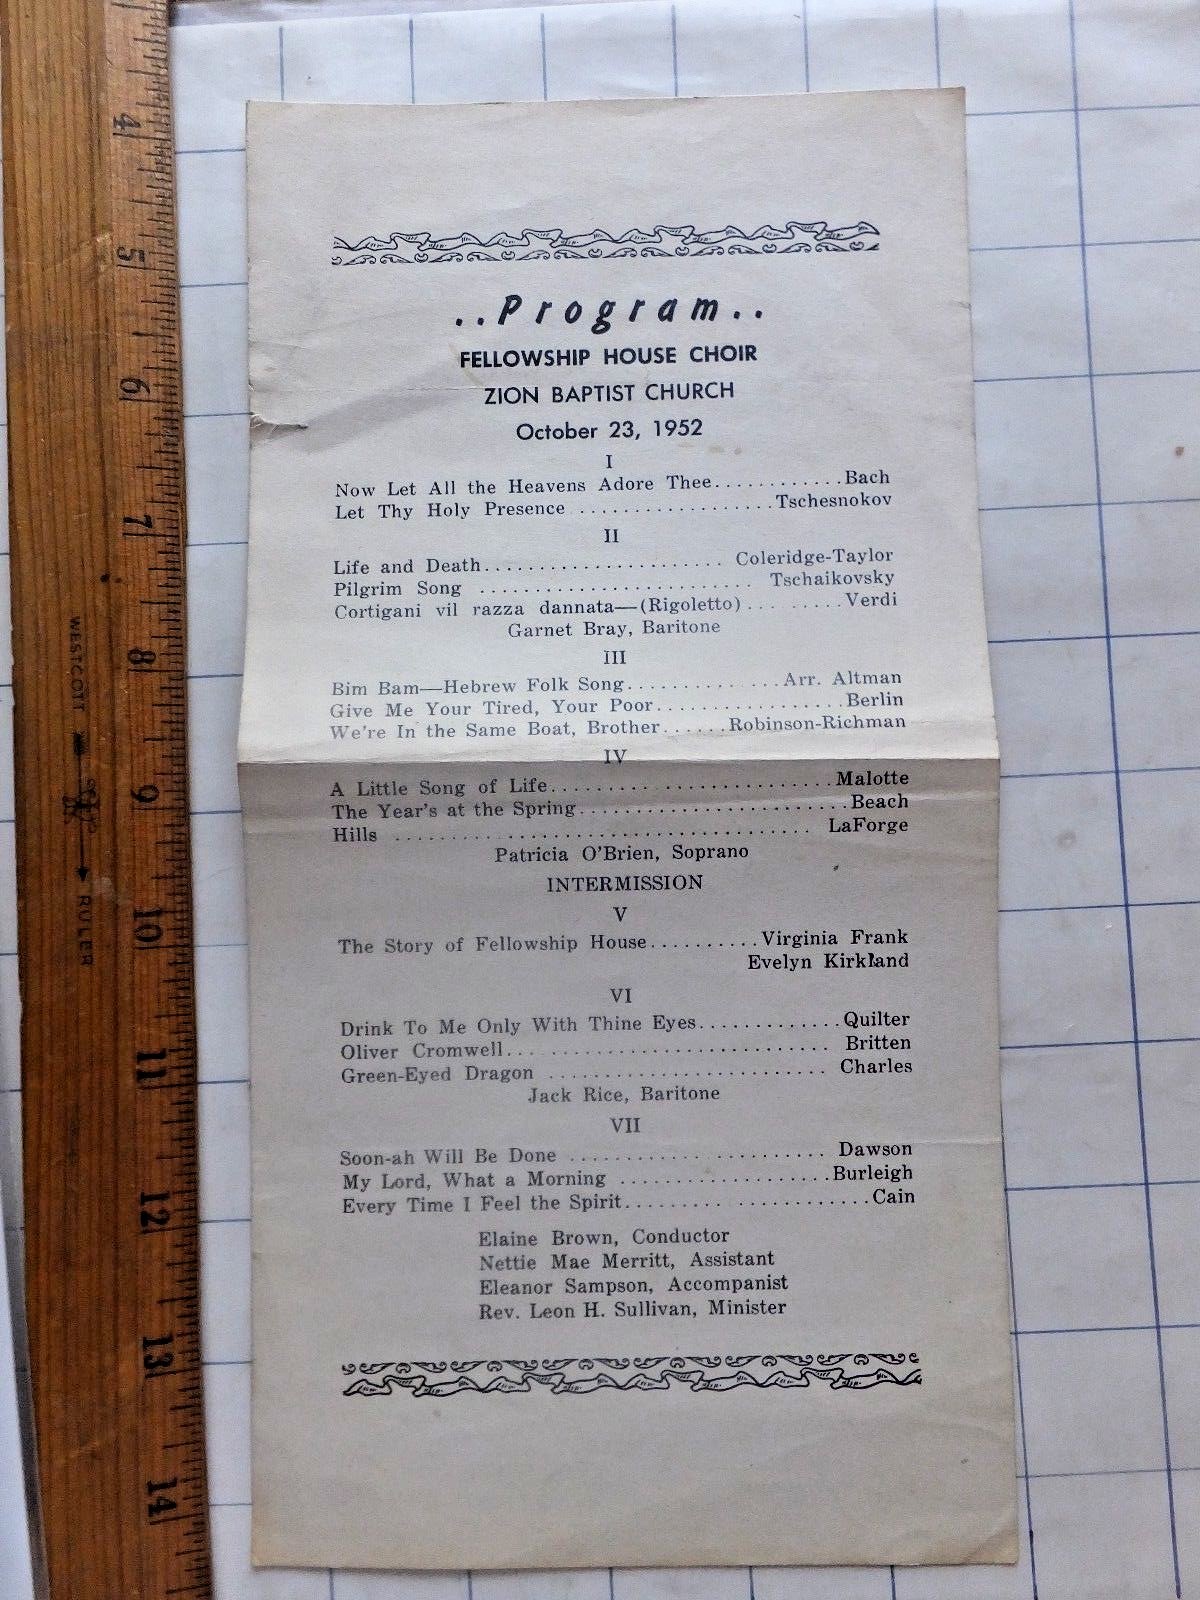 ..Program..
FELLOWSHIP HOUSE CHOIR
ZION BAPTIST CHURCH
October 23, 1952
I
Now Let All the Heavens Adore Thee............Bach
Let Thy Holy Presence ..................Tschesnokov
II
Life and Death...................... Coleridge-Taylor
Pilgrim Song ......................... Tschaikovsky
Cortigani vil razza dannata—(Rigoletto)... ......Verdi
Garnet Bray, Baritone
III
Bim Bam—Hebrew Folk Song.......... ...Arr. Altman
Give Me Your Tired, Your Poor.................Berlin
We're In the Same Boat, Brother......Robinson-Richman
IV
A Little Song of Life.............................Malotte
The Year's at the Spring.........................Beach
Hills ..................................... LaForge
Patricia O'Brien, Soprano
INTERMISSION
V
The Story of Fellowship House..........Virginia Frank
Evelyn Kirkland
VI
Drink To Me Only With Thine Eyes.............Quilter
Oliver Cromwell... .......................... Britten
Green-Eyed Dragon ......................... Charles
Jack Rice, Baritone
VII
Soon-ah Will Be Done ........... ........... Dawson
My Lord, What a Morning ...................Burleigh
Every Time I Feel the Spirit.......................Cain
Elaine Brown, Conductor
Nettie Mae Merritt, Assistant
Eleanor Sampson, Accompanist
Rev. Leon H. Sullivan, Minister
4
5
6
7
8
9
10
11
12
13
14
WESTCOTT
RULER